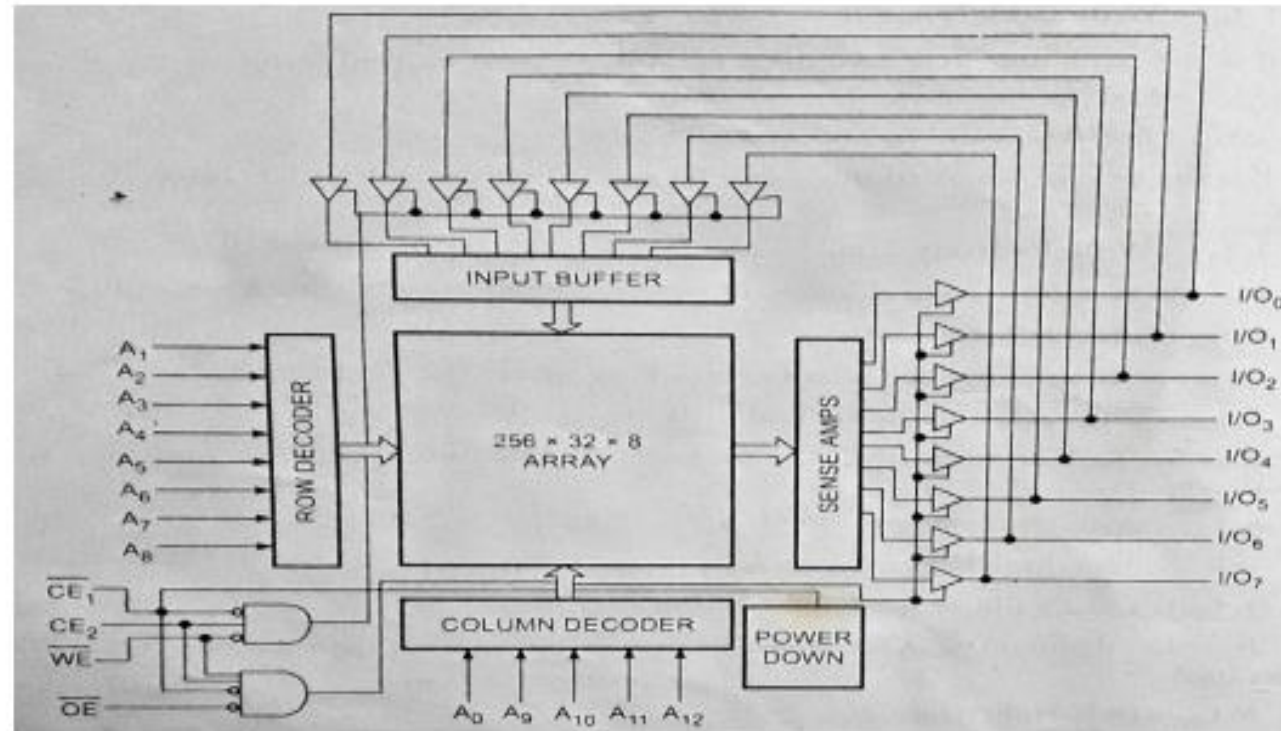 INPUT BUFFER
A1
A2
A3
A4
A5
A6
A7
A8
ROW DECODER
256 × 32 × 8
ARRAY
SENSE AMPS
I/O0
I/O1
I/O2
I/O3
I/O4
I/O5
I/O6
I/O7
CE1
CE2
WE
OE
COLUMN DECODER
A0 A9 A10 A11 A12
POWER
DOWN